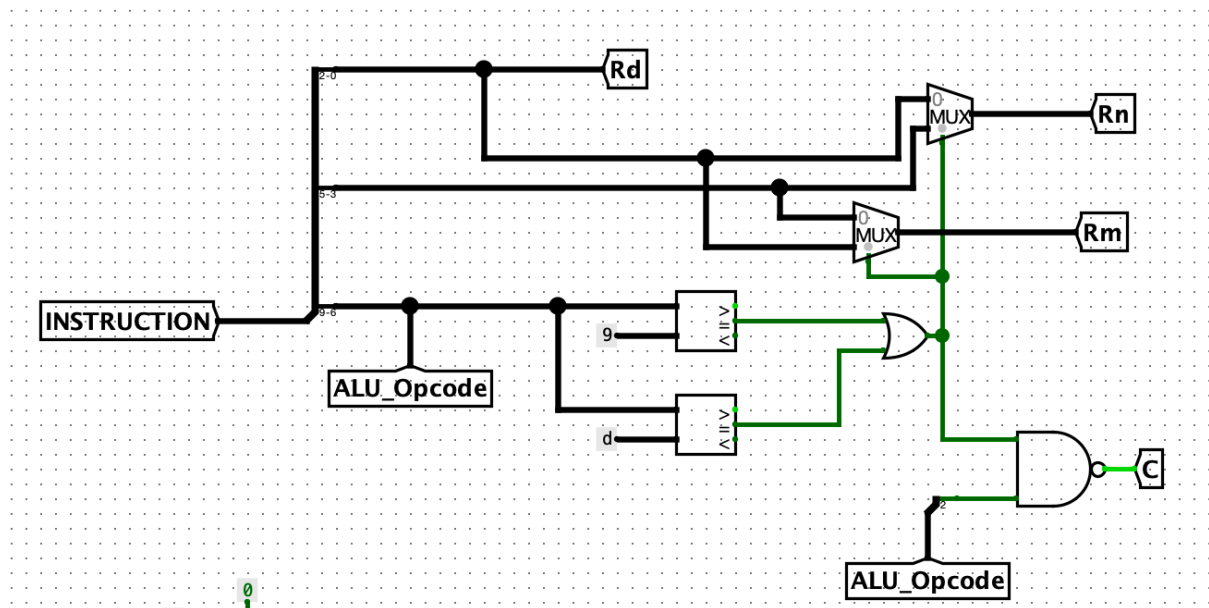 2-0
Rd
0
MUX
Rn
5-3
0
MUX
Rm
INSTRUCTION
9-6
>
=
<
9
ALU_Opcode
>
=
<
d
C
2
ALU_Opcode
0